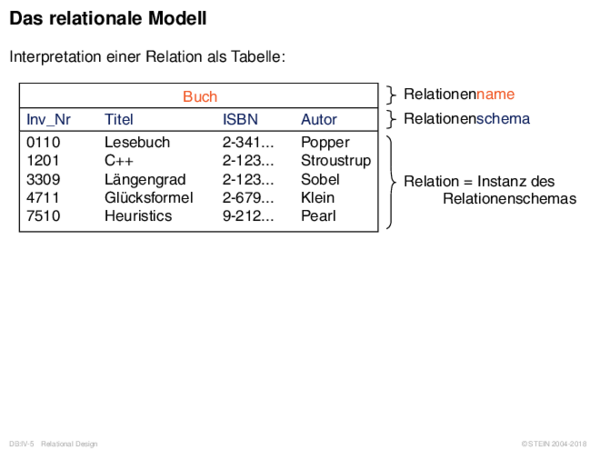 Das relationale Modell
Interpretation einer Relation als Tabelle:
Buch
Relationenname
Inv_Nr Titel ISBN Autor
Relationenschema
0110 Lesebuch 2-341... Popper
1201 C++ 2-123... Stroustrup
3309 Längengrad 2-123... Sobel
4711 Glücksformel 2-679... Klein
7510 Heuristics 9-212... Pearl
Relation = Instanz des
Relationenschemas
DB:IV-5 Relational Design
© STEIN 2004-2018